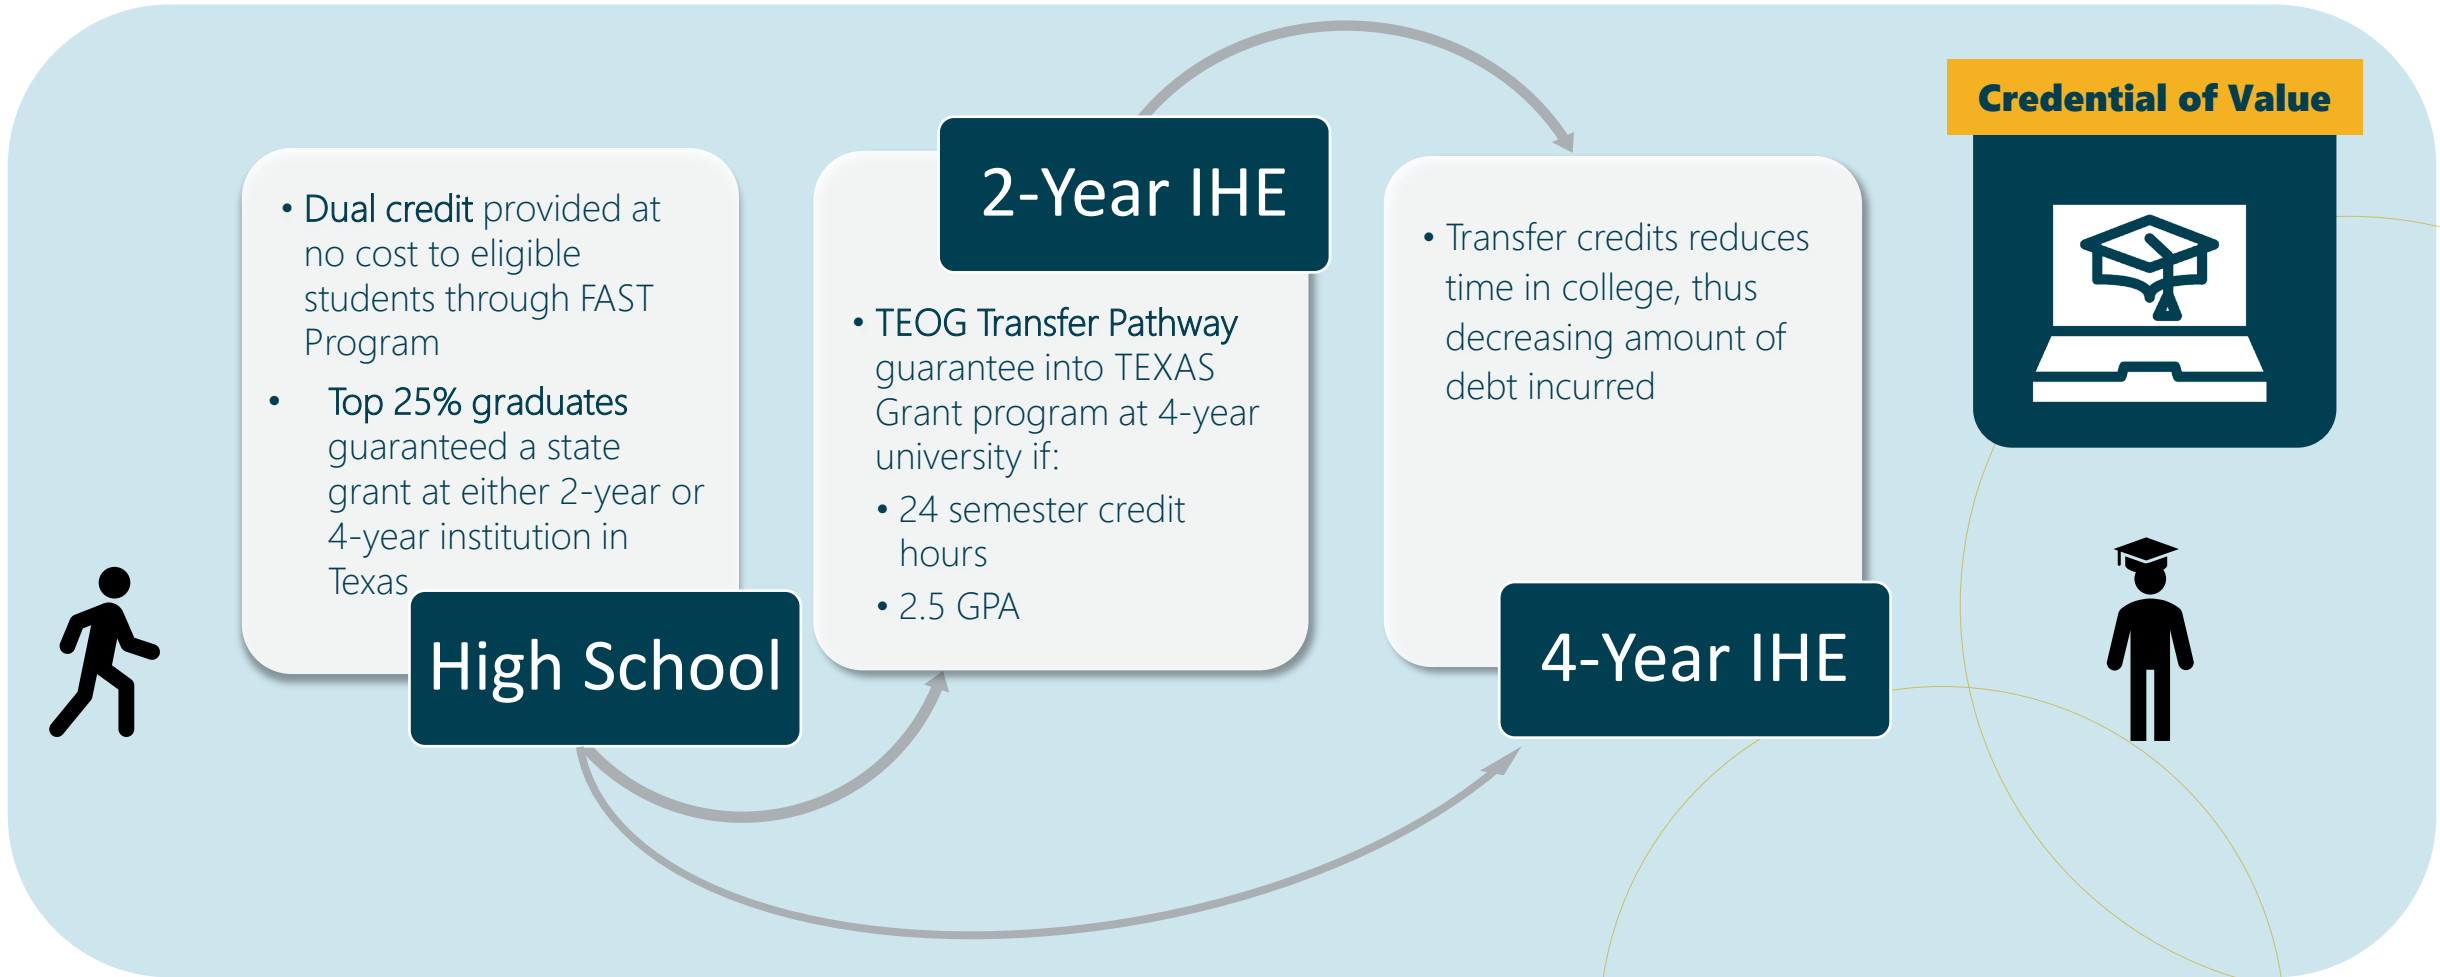 • Dual credit provided at
no cost to eligible
students through FAST
Program
• Top 25% graduates
guaranteed a state
grant at either 2-year or
4-year institution in
Texas
High School
2-Year IHE
• TEOG Transfer Pathway
guarantee into TEXAS
Grant program at 4-year
university if:
• 24 semester credit
hours
• 2.5 GPA
• Transfer credits reduces
time in college, thus
decreasing amount of
debt incurred
4-Year IHE
Credential of Value